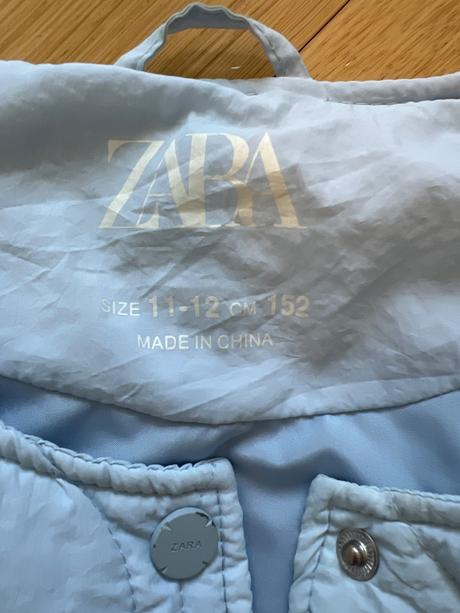 ZARA
SIZE 11-12 CM 152
MADE IN CHINA
ZARA